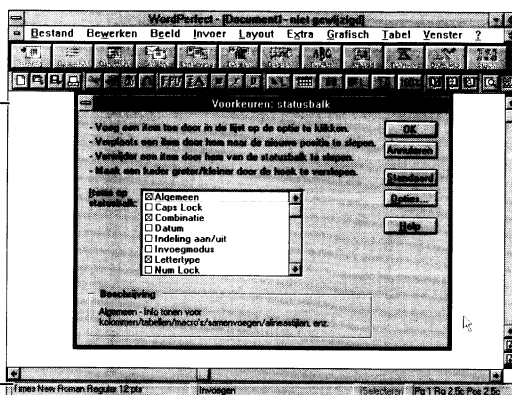 WordPerfect - [Document1 - niet gewijzigd]
Bestand Bewerken Beeld Invoer Layout Extra Grafisch Tabel Venster ?
Voorkeuren: statusbalk
- Voeg een item toe door in de lijst op de optie te klikken.
- Verplaats een item door hem naar de nieuwe positie te slepen.
- Verwijder een item door hem van de statusbalk te slepen.
- Maak een kader groter/kleiner door de hoek te verslepen.
OK
Annuleren
Standaard
Opties...
Help
Items op
statusbalk:
Algemeen
Caps Lock
Combinatie
Datum
Indeling aan/uit
Invoegmodus
Lettertype
Num Lock
Beschrijving
Algemeen - Info tonen voor
kolommen/tabellen/macro's/samenvoegen/alineastijlen, enz.
Times New Roman Regular 12 pts Invoegen Selecteren Pg 1 Rg 2.5c Pos 2.5c